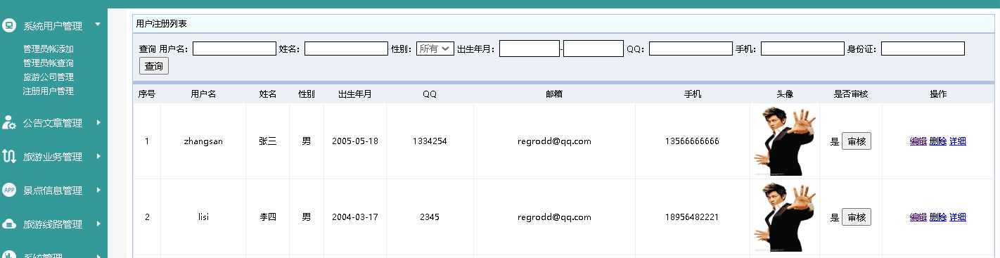 系统用户管理
管理员帐添加
管理员帐查询
旅游公司管理
注册用户管理
公告文章管理
旅游业务管理
APP 景点信息管理
旅游线路管理
系统管理
用户注册列表
查询 用户名: 姓名: 性别: 所有 出生年月: - QQ: 手机: 身份证:
查询
序号 用户名 姓名 性别 出生年月 QQ 邮箱 手机 头像 是否审核 操作
1 zhangsan 张三 男 2005-05-18 1334254 regrodd@qq.com 13566666666 是 审核 编辑 删除 详细
2 lisi 李四 男 2004-03-17 2345 regrodd@qq.com 18956482221 是 审核 编辑 删除 详细